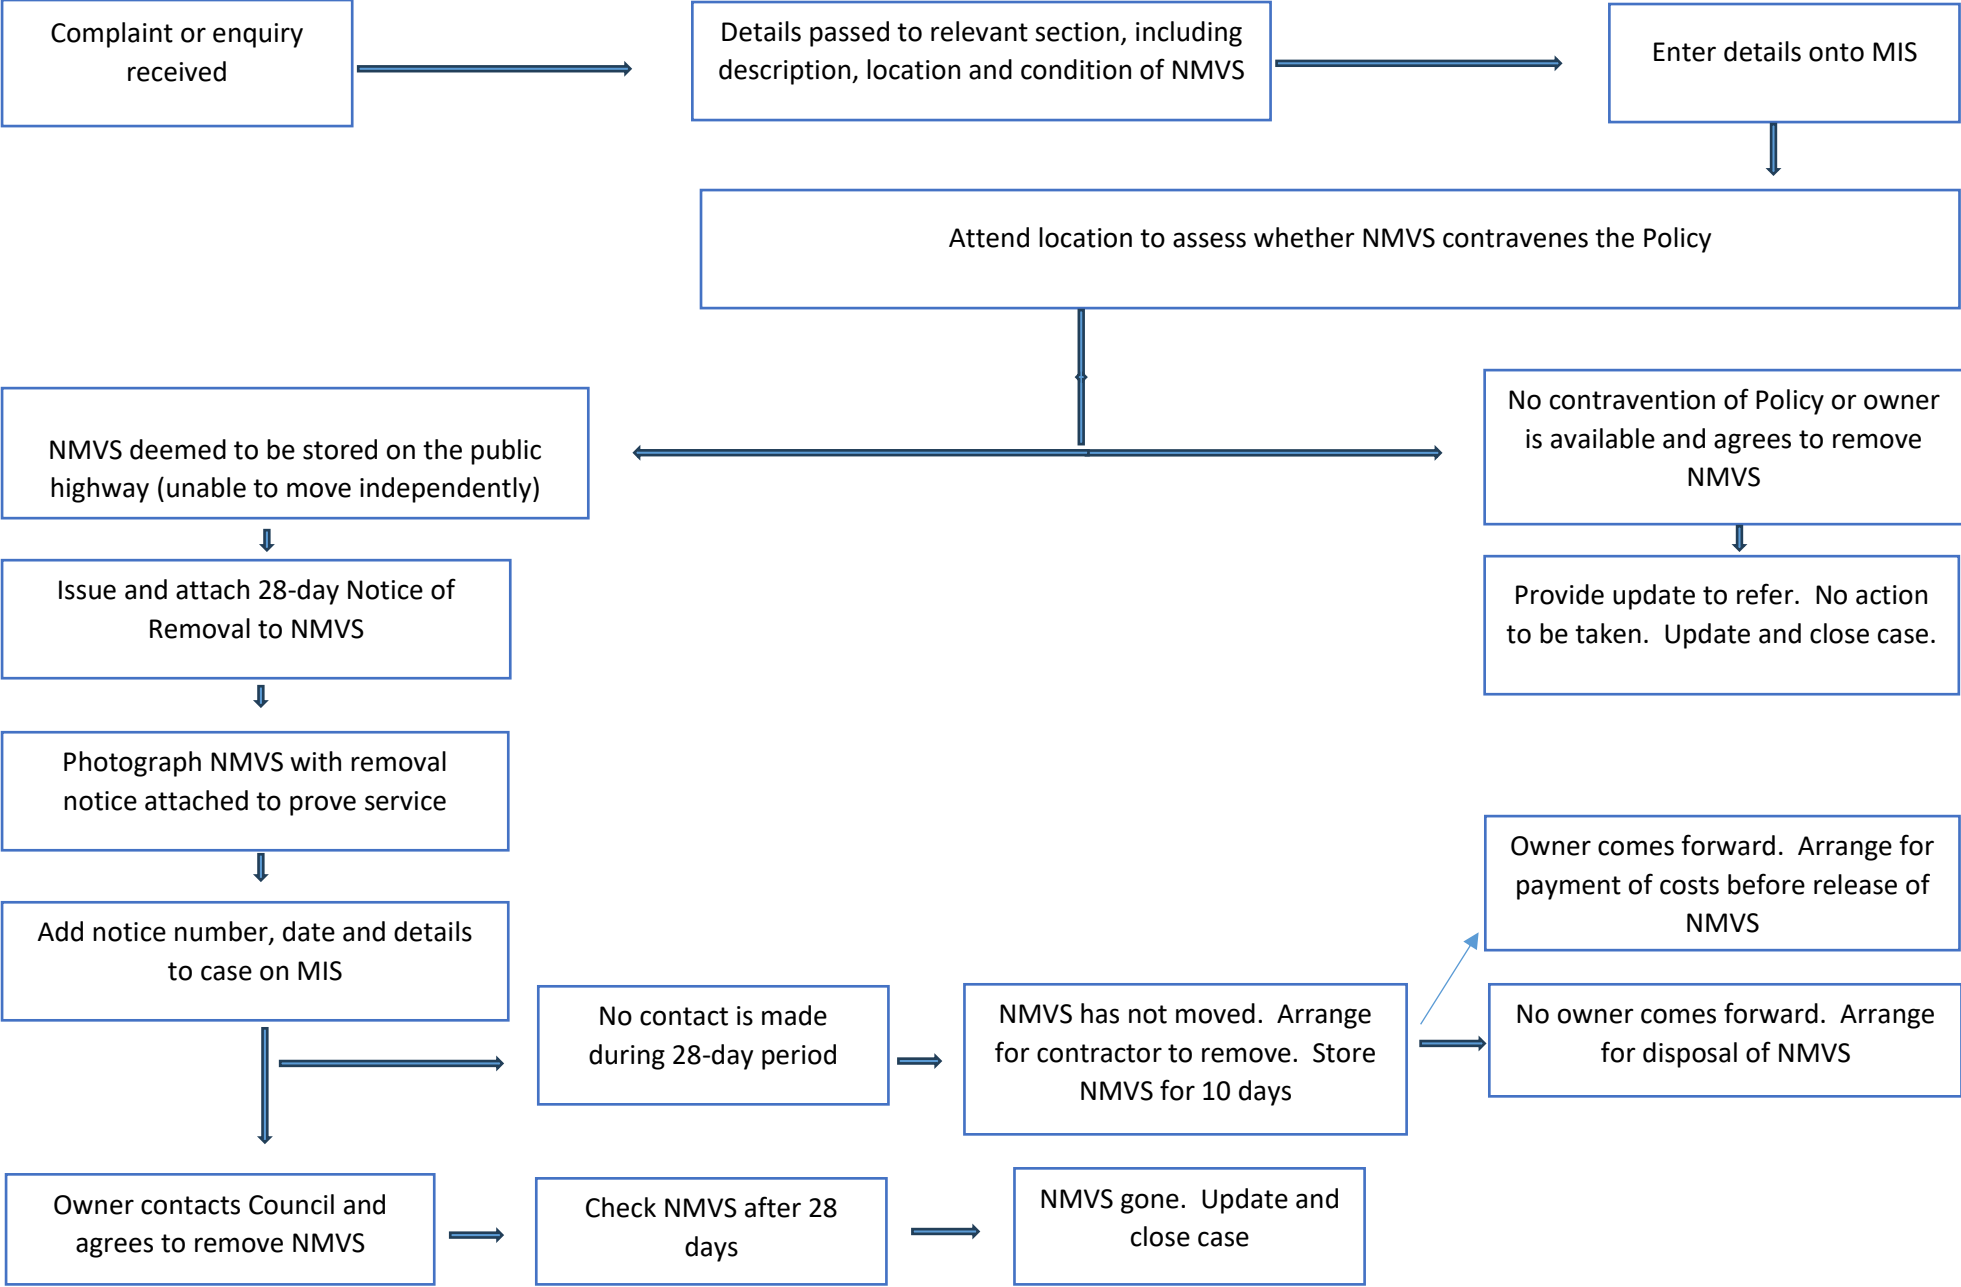 Complaint or enquiry
received
Details passed to relevant section, including
description, location and condition of NMVS
Enter details onto MIS
Attend location to assess whether NMVS contravenes the Policy
NMVS deemed to be stored on the public
highway (unable to move independently)
No contravention of Policy or owner
is available and agrees to remove
NMVS
Issue and attach 28-day Notice of
Removal to NMVS
Provide update to refer.  No action
to be taken.  Update and close case.
Photograph NMVS with removal
notice attached to prove service
Add notice number, date and details
to case on MIS
No contact is made
during 28-day period
NMVS has not moved.  Arrange
for contractor to remove.  Store
NMVS for 10 days
Owner comes forward.  Arrange for
payment of costs before release of
NMVS
No owner comes forward.  Arrange
for disposal of NMVS
Owner contacts Council and
agrees to remove NMVS
Check NMVS after 28
days
NMVS gone.  Update and
close case